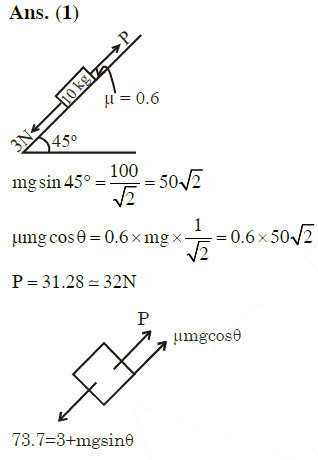 Ans. (1)
P
10 kg
μ = 0.6
3N
45°
mg sin 45° = 100/√2 = 50√2
μmg cos θ = 0.6 × mg × 1/√2 = 0.6 × 50√2
P = 31.28 ≃ 32N
P
μmgcosθ
73.7=3+mgsinθ